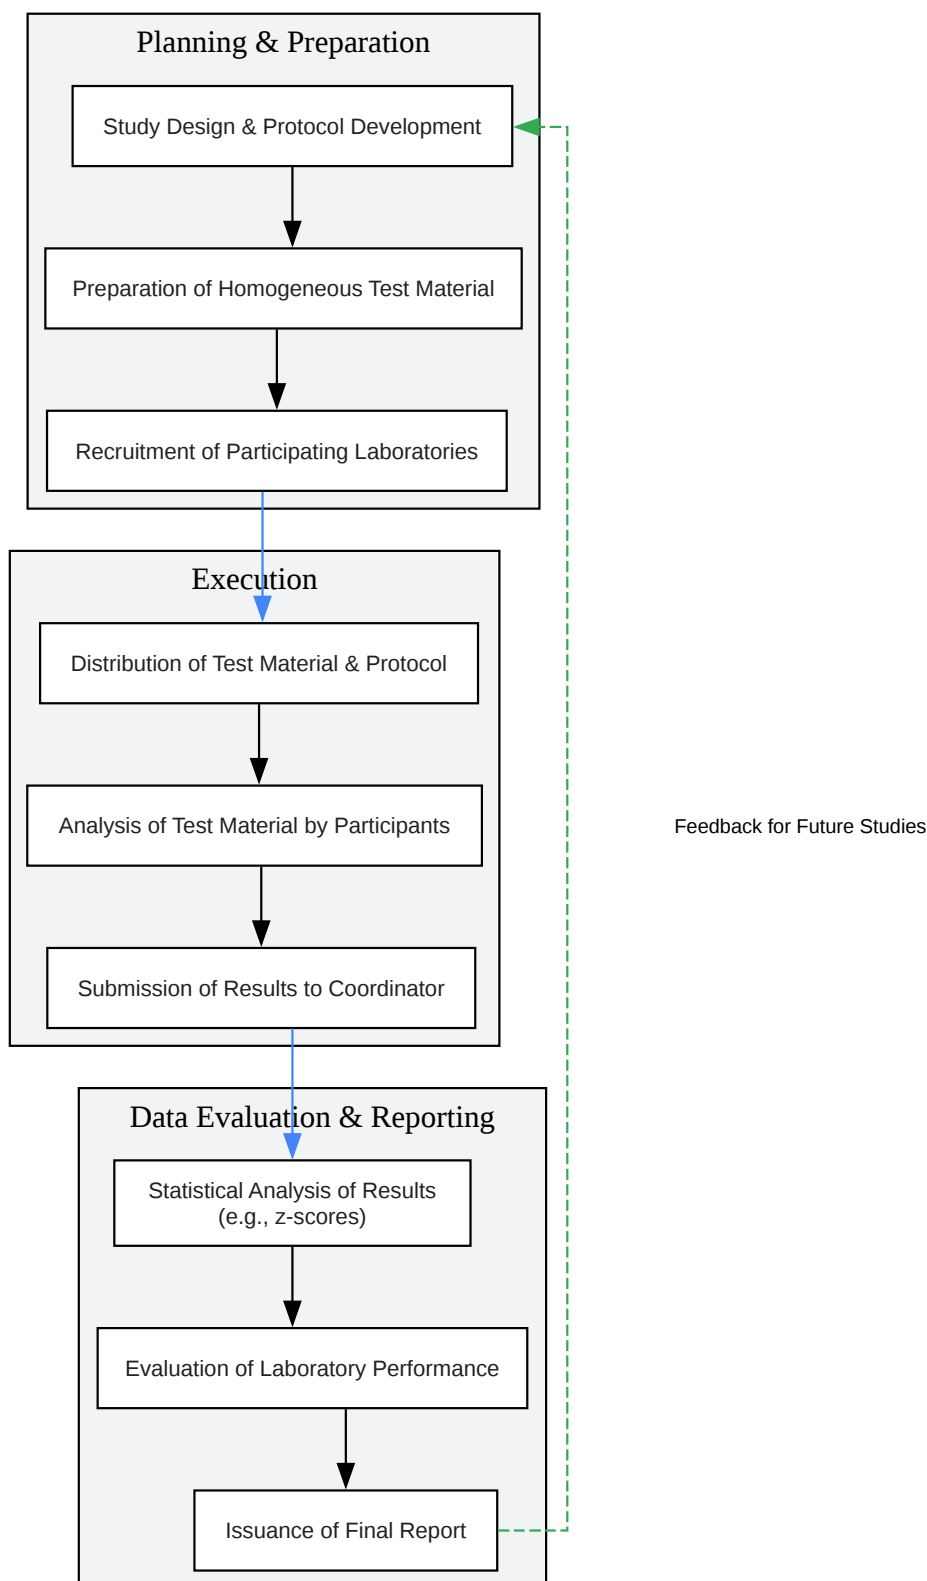 Planning & Preparation
Study Design & Protocol Development
Preparation of Homogeneous Test Material
Recruitment of Participating Laboratories
Execution
Distribution of Test Material & Protocol
Analysis of Test Material by Participants
Feedback for Future Studies
Submission of Results to Coordinator
Data Evaluation & Reporting
Statistical Analysis of Results
(e.g., z-scores)
Evaluation of Laboratory Performance
Issuance of Final Report